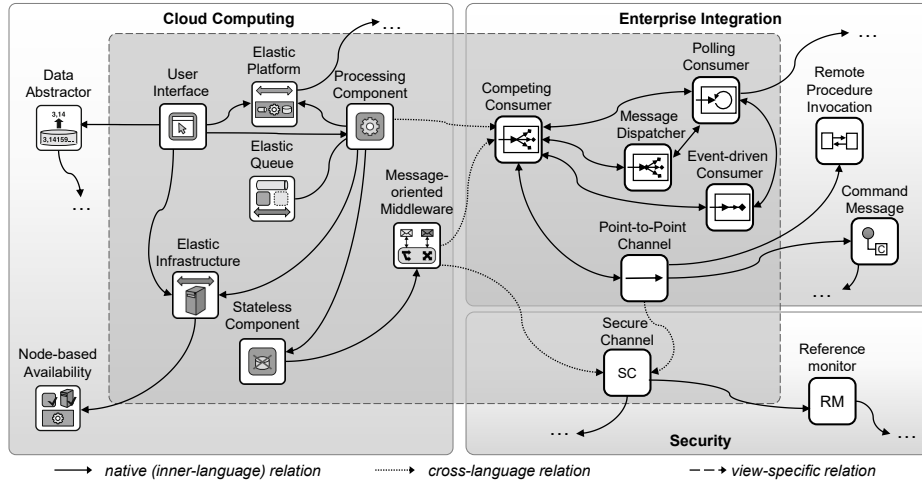 Cloud Computing
Enterprise Integration
Data
Abstractor
3,14
3,14159...
...
User
Interface
Elastic
Platform
...
Processing
Component
Elastic
Queue
Message-
oriented
Middleware
Elastic
Infrastructure
Stateless
Component
Node-based
Availability
Competing
Consumer
Polling
Consumer
...
Remote
Procedure
Invocation
Message
Dispatcher
Event-driven
Consumer
Command
Message
C
Point-to-Point
Channel
...
Secure
Channel
SC
Reference
monitor
RM
...
...
Security
native (inner-language) relation
cross-language relation
view-specific relation